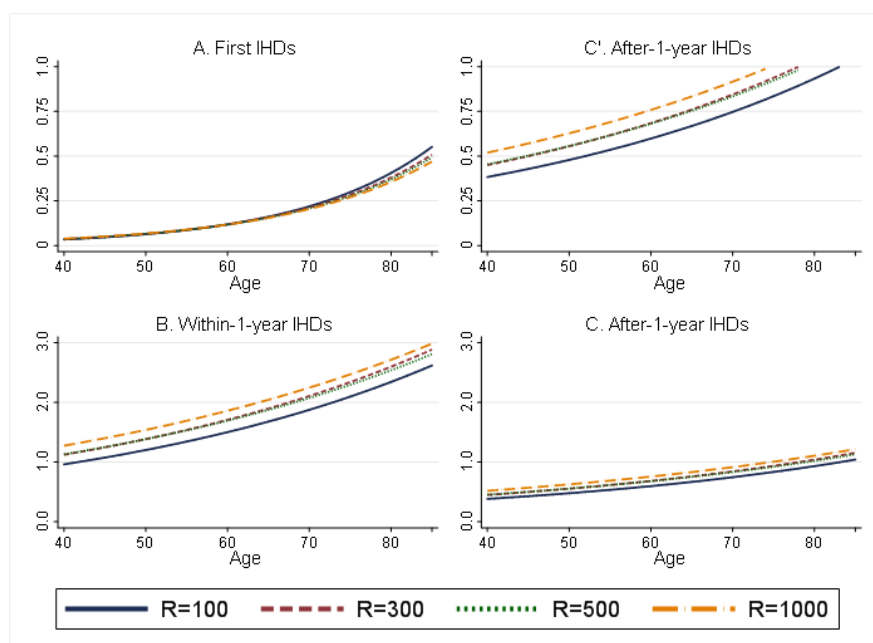 A. First IHDs
1.0
0.75
0.5
0.25
0
40 50 60 70 80
Age
C'. After-1-year IHDs
1.0
0.75
0.5
0.25
0
40 50 60 70 80
Age
B. Within-1-year IHDs
3.0
2.0
1.0
0.0
40 50 60 70 80
Age
C. After-1-year IHDs
3.0
2.0
1.0
0.0
40 50 60 70 80
Age
R=100 R=300 R=500 R=1000